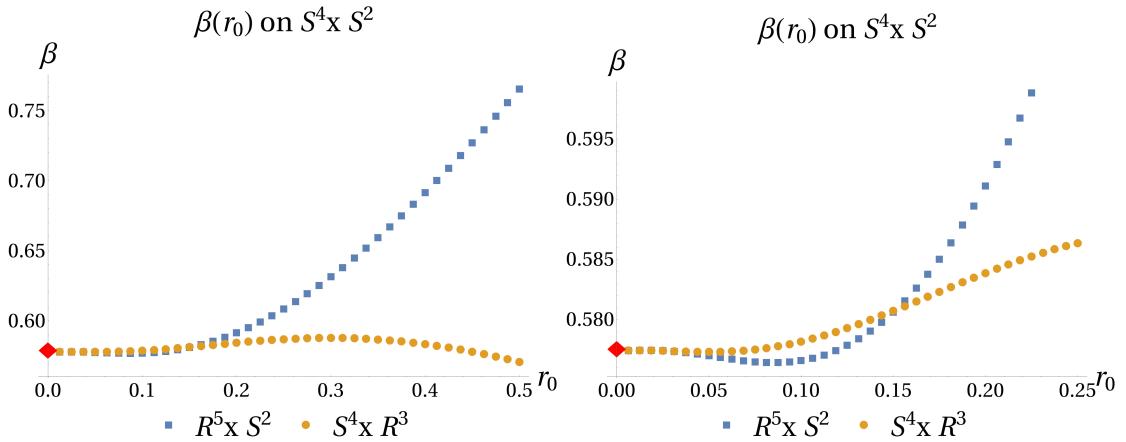 β(r₀) on S⁴x S²
β
0.75
0.70
0.65
0.60
0.0 0.1 0.2 0.3 0.4 0.5 r₀
R⁵x S² S⁴x R³
β(r₀) on S⁴x S²
β
0.595
0.590
0.585
0.580
0.00 0.05 0.10 0.15 0.20 0.25 r₀
R⁵x S² S⁴x R³